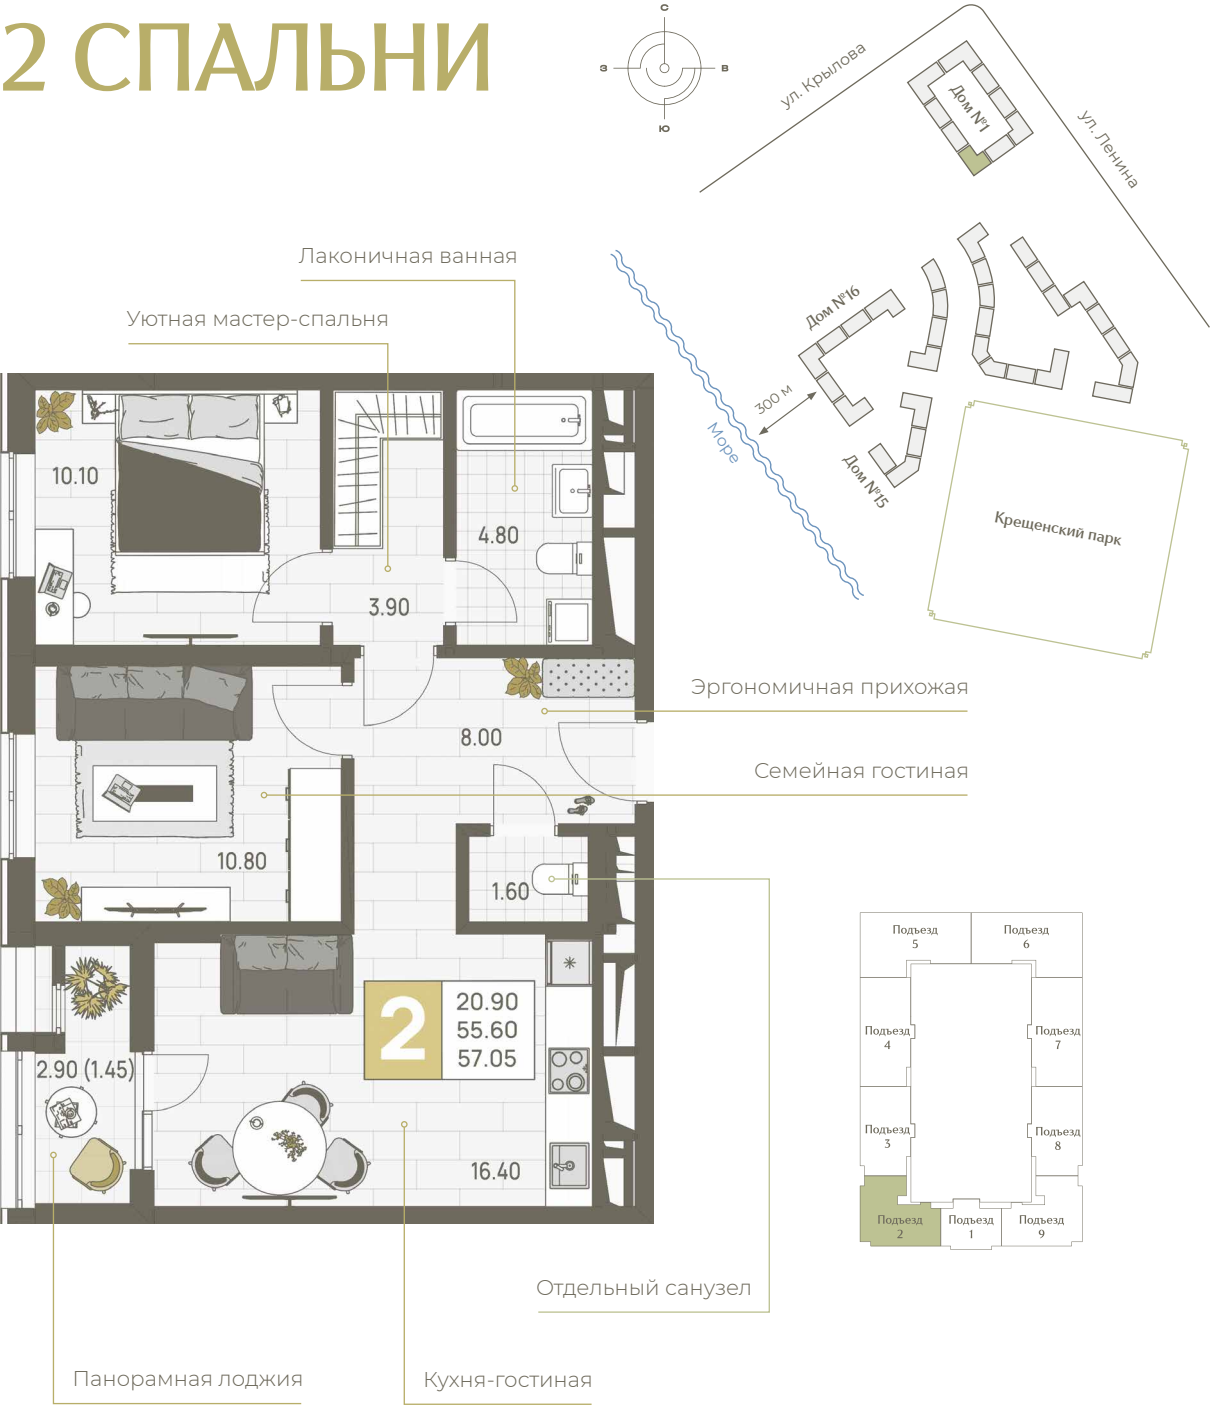 2 СПАЛЬНИ
С
З
В
Ю
ул. Крылова
ул. Ленина
Дом №1
Дом №16
300 м
Море
Дом №15
Крещенский парк
Лаконичная ванная
Уютная мастер-спальня
10.10
4.80
3.90
Эргономичная прихожая
8.00
Семейная гостиная
10.80
1.60
2
20.90
55.60
57.05
2.90 (1.45)
16.40
Отдельный санузел
Панорамная лоджия
Кухня-гостиная
Подъезд
5
Подъезд
6
Подъезд
4
Подъезд
7
Подъезд
3
Подъезд
8
Подъезд
2
Подъезд
1
Подъезд
9